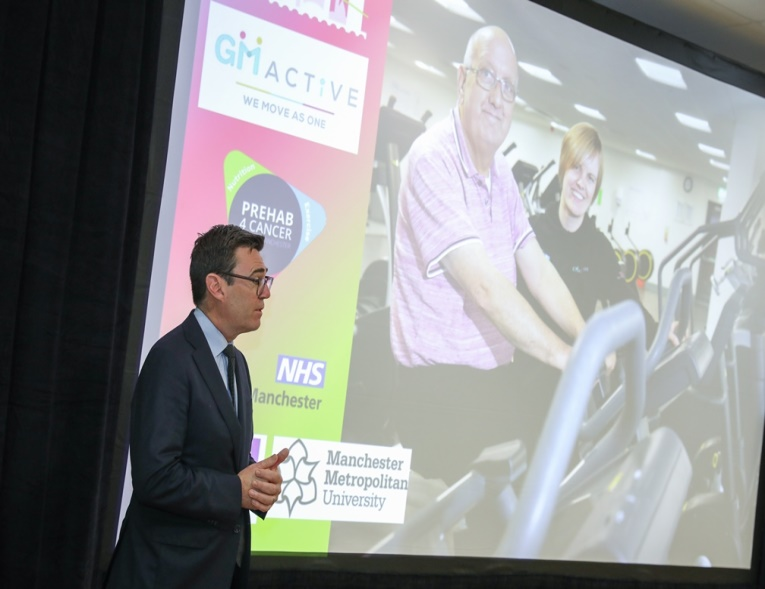 GM ACTIVE
WE MOVE AS ONE
PREHAB
4 CANCER
NHS
Manchester
Manchester
Metropolitan
University